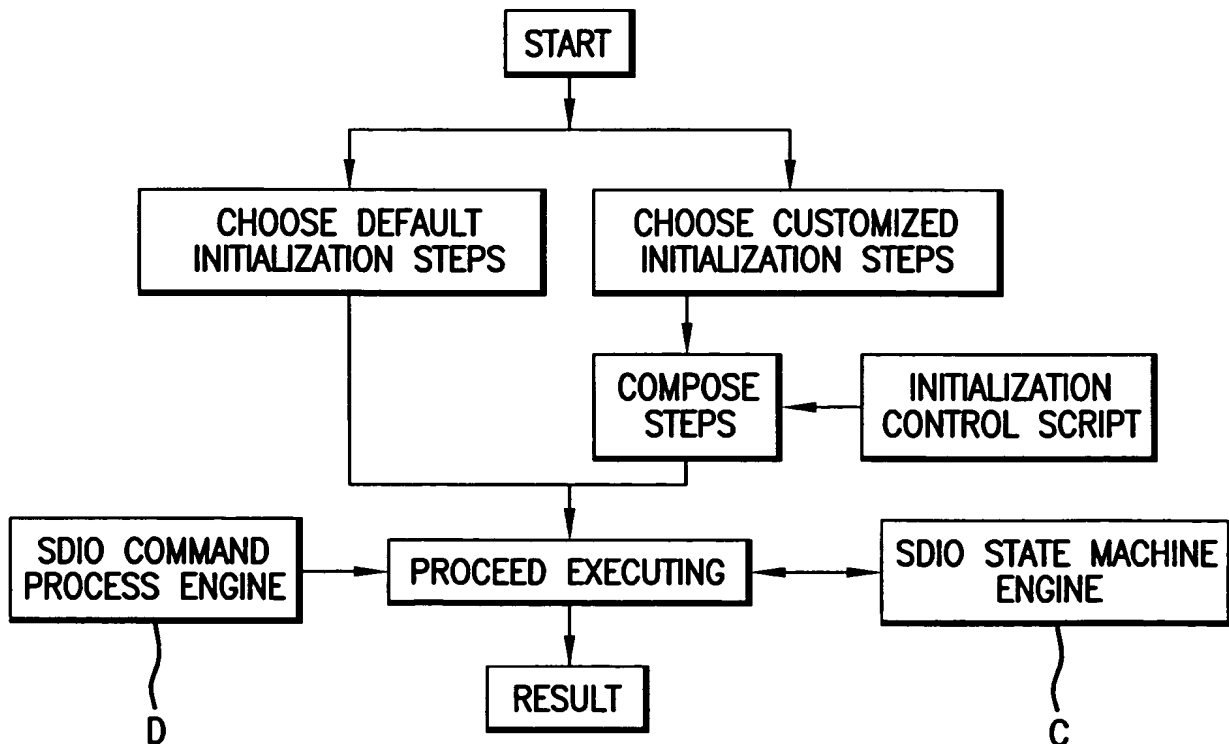 START
CHOOSE DEFAULT
INITIALIZATION STEPS
CHOOSE CUSTOMIZED
INITIALIZATION STEPS
COMPOSE
STEPS
INITIALIZATION
CONTROL SCRIPT
SDIO COMMAND
PROCESS ENGINE
PROCEED EXECUTING
SDIO STATE MACHINE
ENGINE
RESULT
D
C